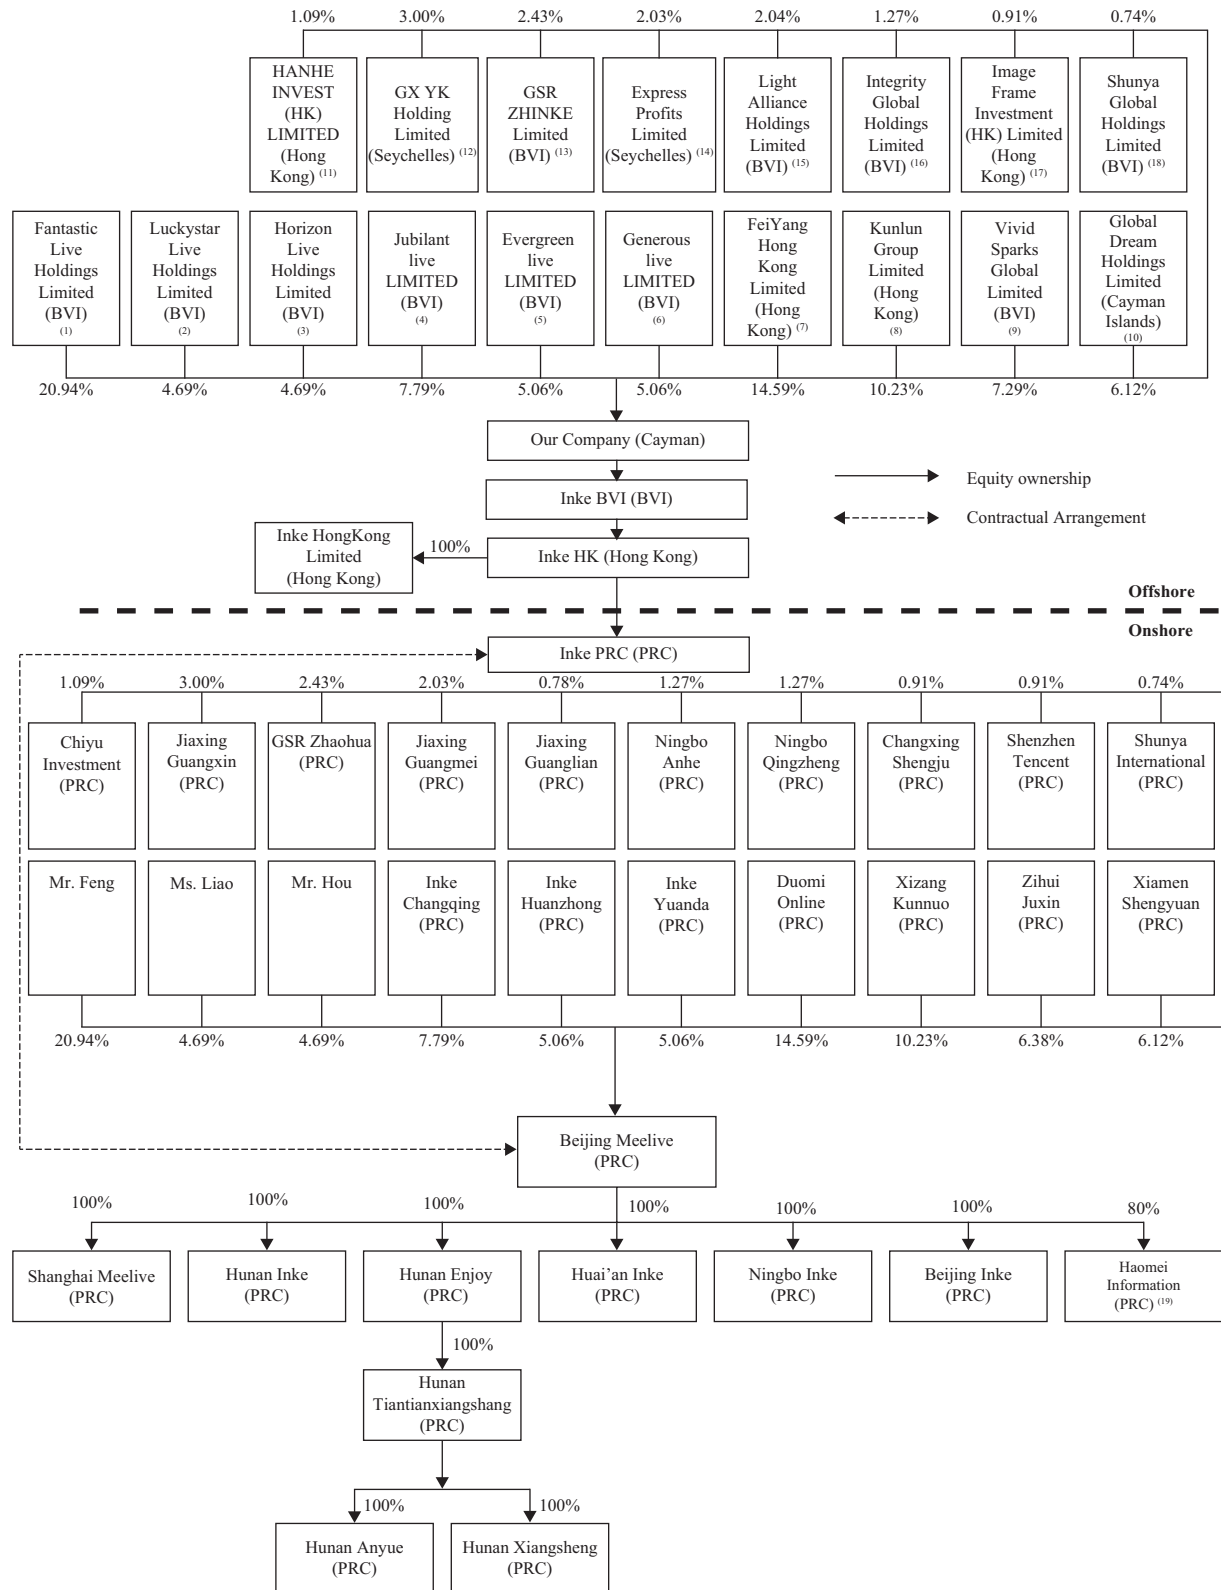 1.09% 3.00% 2.43% 2.03% 2.04% 1.27% 0.91% 0.74%
HANHE
INVEST
(HK)
LIMITED
(Hong
Kong) (11)
GX YK
Holding
Limited
(Seychelles) (12)
GSR
ZHINKE
Limited
(BVI) (13)
Express
Profits
Limited
(Seychelles) (14)
Light
Alliance
Holdings
Limited
(BVI) (15)
Integrity
Global
Holdings
Limited
(BVI) (16)
Image
Frame
Investment
(HK) Limited
(Hong
Kong) (17)
Shunya
Global
Holdings
Limited
(BVI) (18)
Fantastic
Live
Holdings
Limited
(BVI)
(1)
Luckystar
Live
Holdings
Limited
(BVI)
(2)
Horizon
Live
Holdings
Limited
(BVI)
(3)
Jubilant
live
LIMITED
(BVI)
(4)
Evergreen
live
LIMITED
(BVI)
(5)
Generous
live
LIMITED
(BVI)
(6)
FeiYang
Hong
Kong
Limited
(Hong
Kong) (7)
Kunlun
Group
Limited
(Hong
Kong)
(8)
Vivid
Sparks
Global
Limited
(BVI)
(9)
Global
Dream
Holdings
Limited
(Cayman
Islands)
(10)
20.94% 4.69% 4.69% 7.79% 5.06% 5.06% 14.59% 10.23% 7.29% 6.12%
Our Company (Cayman)
Equity ownership
Inke BVI (BVI)
Contractual Arrangement
Inke HongKong
Limited
(Hong Kong)
100%
Inke HK (Hong Kong)
Offshore
Onshore
Inke PRC (PRC)
1.09% 3.00% 2.43% 2.03% 0.78% 1.27% 1.27% 0.91% 0.91% 0.74%
Chiyu
Investment
(PRC)
Jiaxing
Guangxin
(PRC)
GSR Zhaohua
(PRC)
Jiaxing
Guangmei
(PRC)
Jiaxing
Guanglian
(PRC)
Ningbo
Anhe
(PRC)
Ningbo
Qingzheng
(PRC)
Changxing
Shengju
(PRC)
Shenzhen
Tencent
(PRC)
Shunya
International
(PRC)
Mr. Feng
Ms. Liao
Mr. Hou
Inke
Changqing
(PRC)
Inke
Huanzhong
(PRC)
Inke
Yuanda
(PRC)
Duomi
Online
(PRC)
Xizang
Kunnuo
(PRC)
Zihui
Juxin
(PRC)
Xiamen
Shengyuan
(PRC)
20.94% 4.69% 4.69% 7.79% 5.06% 5.06% 14.59% 10.23% 6.38% 6.12%
Beijing Meelive
(PRC)
100% 100% 100% 100% 100% 100% 80%
Shanghai Meelive
(PRC)
Hunan Inke
(PRC)
Hunan Enjoy
(PRC)
Huai’an Inke
(PRC)
Ningbo Inke
(PRC)
Beijing Inke
(PRC)
Haomei
Information
(PRC) (19)
100%
Hunan
Tiantianxiangshang
(PRC)
100% 100%
Hunan Anyue
(PRC)
Hunan Xiangsheng
(PRC)